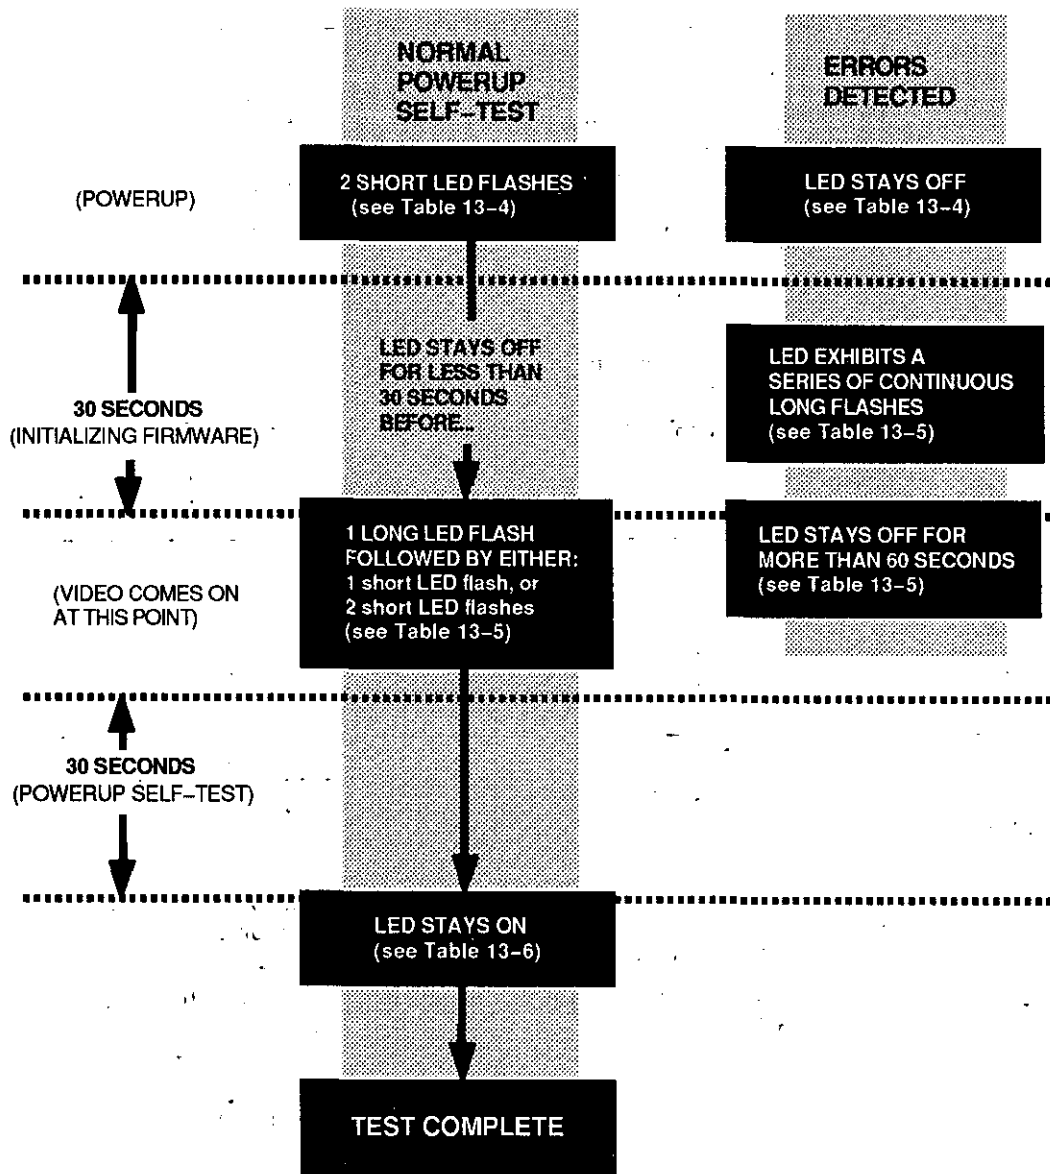 NORMAL
POWERUP
SELF–TEST
ERRORS
DETECTED
(POWERUP)
2 SHORT LED FLASHES
(see Table 13–4)
LED STAYS OFF
(see Table 13–4)
30 SECONDS
(INITIALIZING FIRMWARE)
LED STAYS OFF
FOR LESS THAN
30 SECONDS
BEFORE...
LED EXHIBITS A
SERIES OF CONTINUOUS
LONG FLASHES
(see Table 13–5)
(VIDEO COMES ON
AT THIS POINT)
1 LONG LED FLASH
FOLLOWED BY EITHER:
1 short LED flash, or
2 short LED flashes
(see Table 13–5)
LED STAYS OFF FOR
MORE THAN 60 SECONDS
(see Table 13–5)
30 SECONDS
(POWERUP SELF–TEST)
LED STAYS ON
(see Table 13–6)
TEST COMPLETE